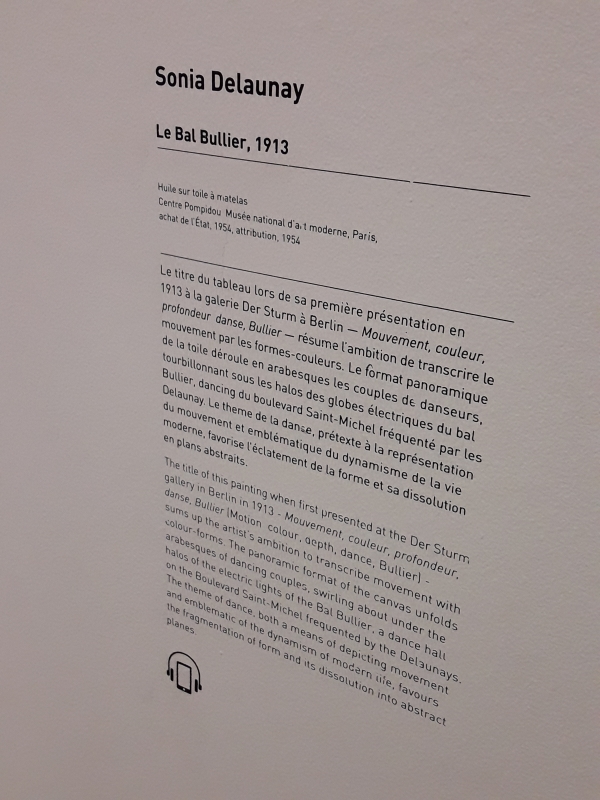 Sonia Delaunay
Le Bal Bullier, 1913
Huile sur toile à matelas
Centre Pompidou Musée national d'art moderne, Paris,
achat de l'État, 1954, attribution, 1954
Le titre du tableau lors de sa première présentation en
1913 à la galerie Der Sturm à Berlin — Mouvement, couleur,
profondeur danse, Bullier — résume l'ambition de transcrire le
mouvement par les formes-couleurs. Le format panoramique
de la toile déroule en arabesques les couples de danseurs,
tourbillonnant sous les halos des globes électriques du bal
Bullier, dancing du boulevard Saint-Michel fréquenté par les
Delaunay. Le theme de la danse, prétexte à la représentation
du mouvement et emblématique du dynamisme de la vie
moderne, favorise l'éclatement de la forme et sa dissolution
en plans abstraits.
The title of this painting when first presented at the Der Sturm
gallery in Berlin in 1913 - Mouvement, couleur, profondeur,
danse, Bullier (Motion colour, depth, dance, Bullier) -
sums up the artist's ambition to transcribe movement with
colour-forms. The panoramic format of the canvas unfolds
arabesques of dancing couples, swirling about under the
halos of the electric lights of the Bal Bullier, a dance hall
on the Boulevard Saint-Michel frequented by the Delaunays.
The theme of dance, both a means of depicting movement
and emblematic of the dynamism of modern life, favours
the fragmentation of form and its dissolution into abstract
planes.